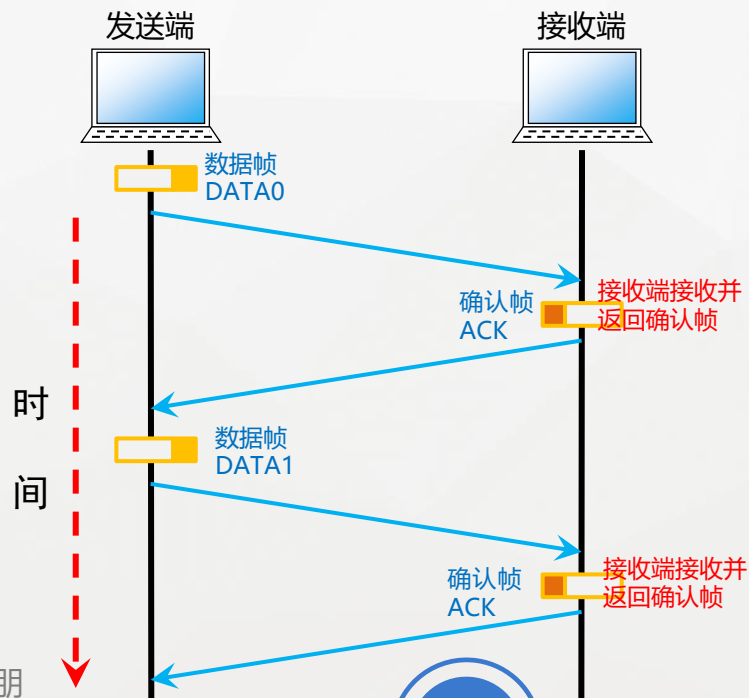 发送端
接收端
数据帧
DATA0
确认帧
ACK
接收端接收并
返回确认帧
时
间
数据帧
DATA1
确认帧
ACK
接收端接收并
返回确认帧
朋